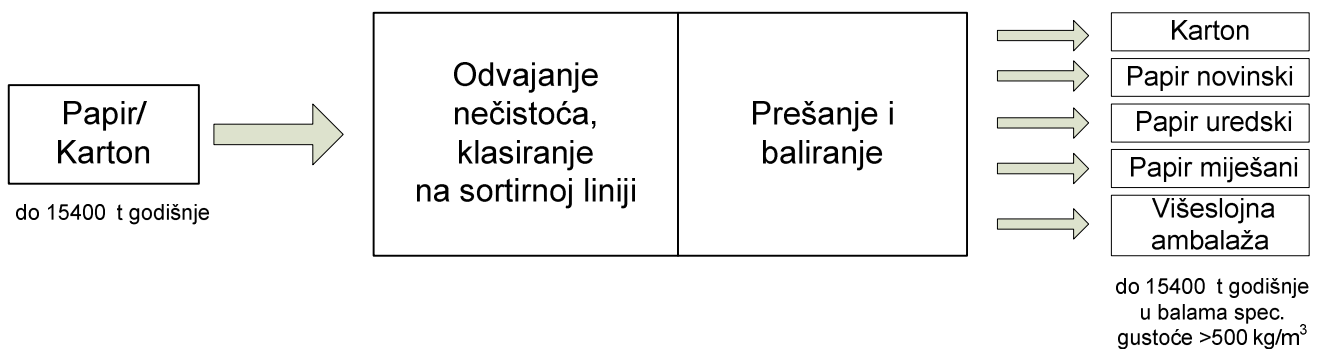 Papir/
Karton
do 15400 t godišnje
Odvajanje
nečistoća,
klasiranje
na sortirnoj liniji
Prešanje i
baliranje
Karton
Papir novinski
Papir uredski
Papir miješani
Višeslojna
ambalaža
do 15400 t godišnje
u balama spec.
gustoće >500 kg/m³